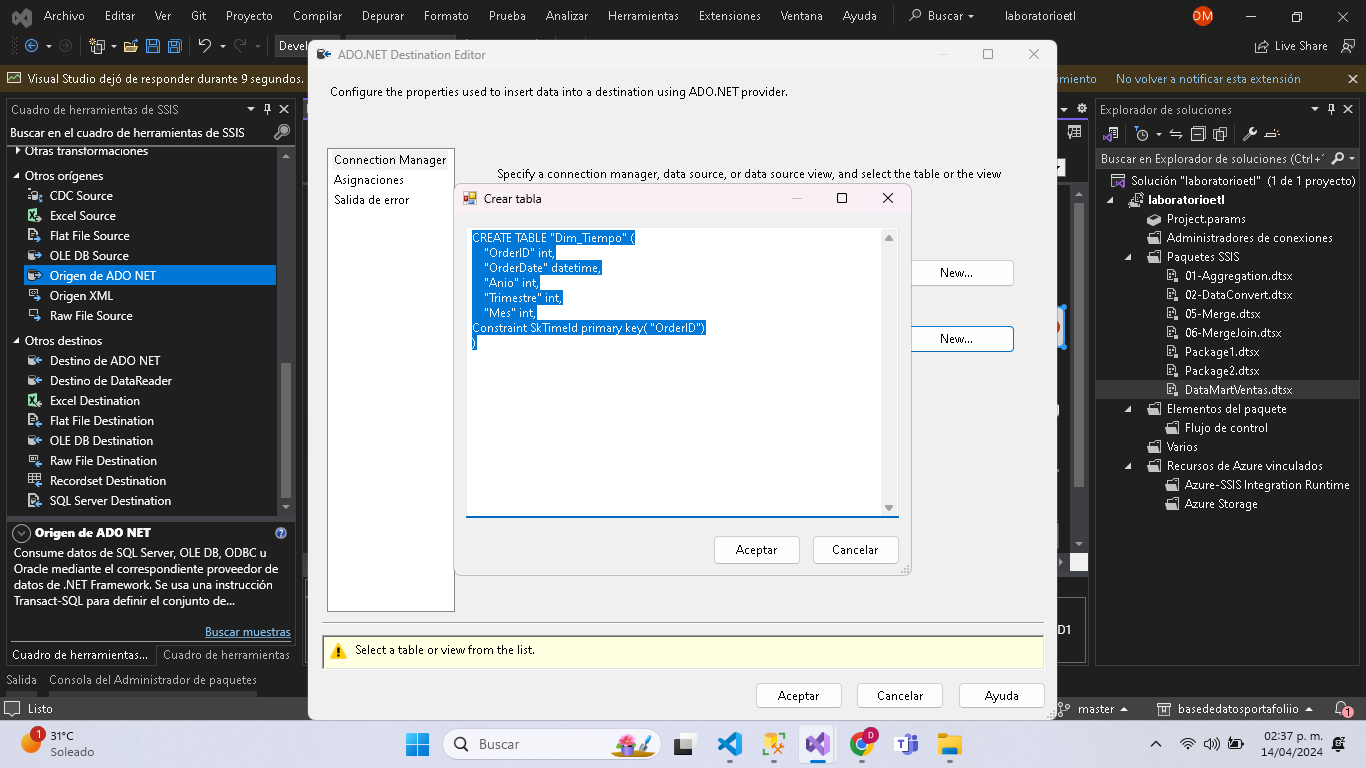 Archivo Editar Ver Git Proyecto Compilar Depurar Formato Prueba Analizar Herramientas Extensiones Ventana Ayuda Buscar laboratorioetl DM
Live Share
Visual Studio dejó de responder durante 9 segundos.
No volver a notificar esta extensión
Cuadro de herramientas de SSIS
Buscar en el cuadro de herramientas de SSIS
Otras transformaciones
Otros orígenes
CDC Source
Excel Source
Flat File Source
OLE DB Source
Origen de ADO NET
Origen XML
Raw File Source
Otros destinos
Destino de ADO NET
Destino de DataReader
Excel Destination
Flat File Destination
OLE DB Destination
Raw File Destination
Recordset Destination
SQL Server Destination
Origen de ADO NET
Consume datos de SQL Server, OLE DB, ODBC u
Oracle mediante el correspondiente proveedor de
datos de .NET Framework. Se usa una instrucción
Transact-SQL para definir el conjunto de...
Buscar muestras
Cuadro de herramientas... Cuadro de herramientas
Salida Consola del Administrador de paquetes
Listo
ADO.NET Destination Editor
Configure the properties used to insert data into a destination using ADO.NET provider.
Connection Manager
Asignaciones
Salida de error
Specify a connection manager, data source, or data source view, and select the table or the view
New...
New...
Crear tabla
CREATE TABLE "Dim_Tiempo" (
"OrderID" int,
"OrderDate" datetime,
"Anio" int,
"Trimestre" int,
"Mes" int,
Constraint SkTimeId primary key( "OrderID")
)
Aceptar Cancelar
Select a table or view from the list.
Aceptar Cancelar Ayuda
Explorador de soluciones
Buscar en Explorador de soluciones (Ctrl+
Solución "laboratorioetl" (1 de 1 proyecto)
laboratorioetl
Project.params
Administradores de conexiones
Paquetes SSIS
01-Aggregation.dtsx
02-DataConvert.dtsx
05-Merge.dtsx
06-MergeJoin.dtsx
Package1.dtsx
Package2.dtsx
DataMartVentas.dtsx
Elementos del paquete
Flujo de control
Varios
Recursos de Azure vinculados
Azure-SSIS Integration Runtime
Azure Storage
master basededatosportafoliio 1
1 31°C
Soleado
Buscar
D
02:37 p. m.
14/04/2024